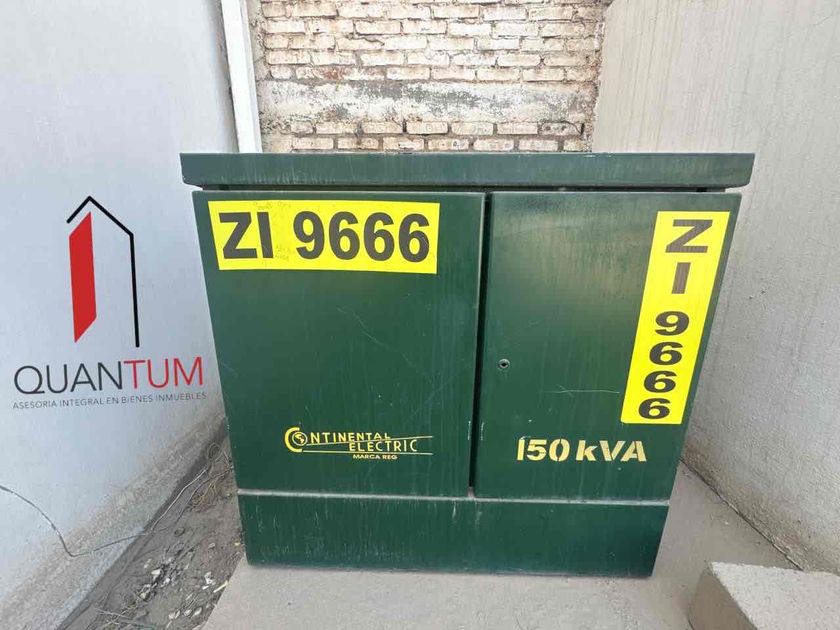 ZI 9666
ZI 9666
QUANTUM
ASESORIA INTEGRAL EN BIENES INMUEBLES
CONTINENTAL
ELECTRIC
MARCA REG
150 kVA